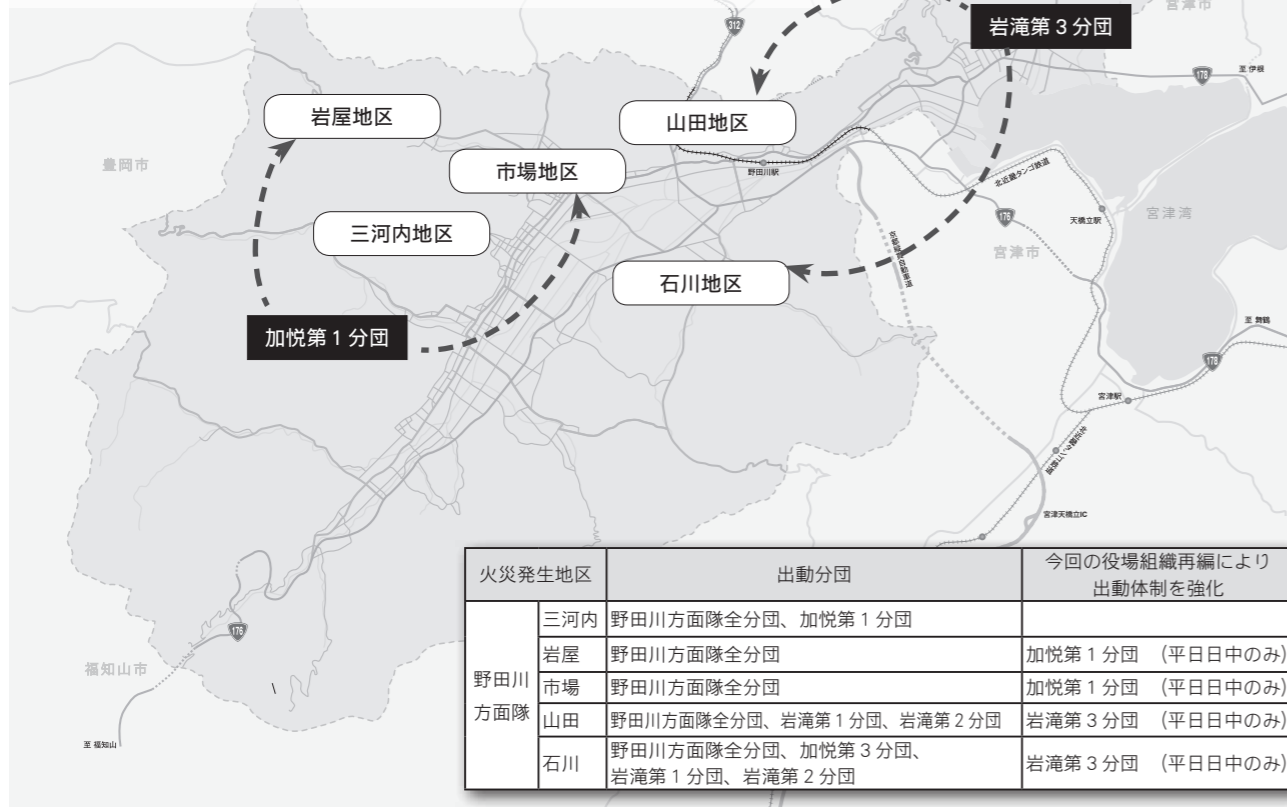 宮津市
312
岩滝第3分団
至 伊根
178
岩屋地区
山田地区
豊岡市
市場地区
野田川駅
北近畿タンゴ鉄道
176
天橋立駅
宮津湾
三河内地区
宮津市
石川地区
加悦第1分団
至 舞鶴
178
宮津駅
北近畿タンゴ鉄道
宮津天橋立IC
176
福知山市
至 福知山
火災発生地区 出動分団 今回の役場組織再編により
出動体制を強化
野田川
方面隊
三河内 野田川方面隊全分団、加悦第1分団
岩屋 野田川方面隊全分団 加悦第1分団 (平日日中のみ)
市場 野田川方面隊全分団 加悦第1分団 (平日日中のみ)
山田 野田川方面隊全分団、岩滝第1分団、岩滝第2分団 岩滝第3分団 (平日日中のみ)
石川 野田川方面隊全分団、加悦第3分団、
岩滝第1分団、岩滝第2分団 岩滝第3分団 (平日日中のみ)